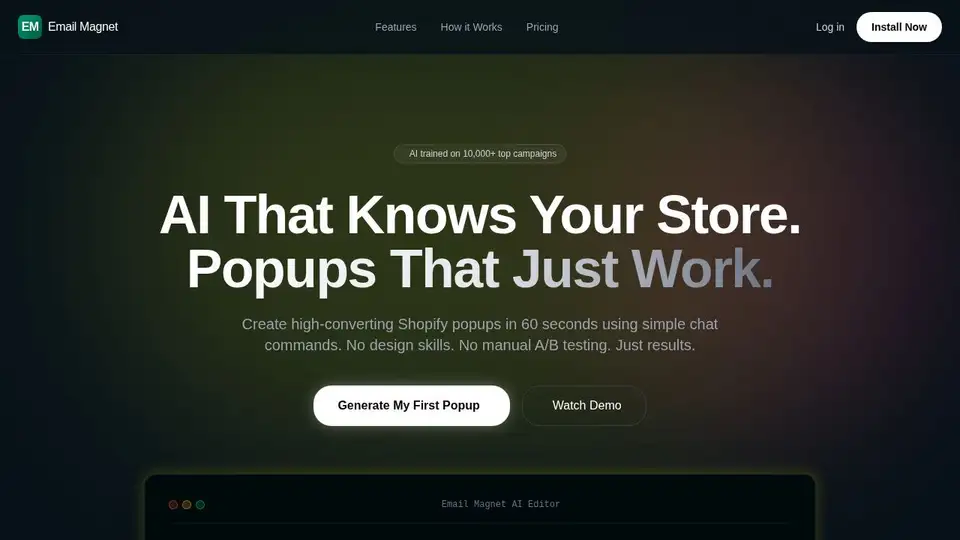 EM Email Magnet
Features How it Works Pricing
Log in Install Now
AI trained on 10,000+ top campaigns
AI That Knows Your Store.
Popups That Just Work.
Create high-converting Shopify popups in 60 seconds using simple chat
commands. No design skills. No manual A/B testing. Just results.
Generate My First Popup Watch Demo
Email Magnet AI Editor